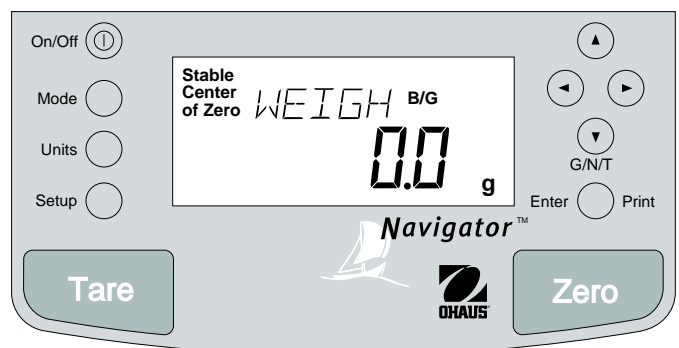 On/Off
Mode
Units
Setup
Stable
Center
of Zero
WEIGH B/G
0.0 g
G/N/T
Enter Print
Navigator™
Tare
OHAUS®
Zero